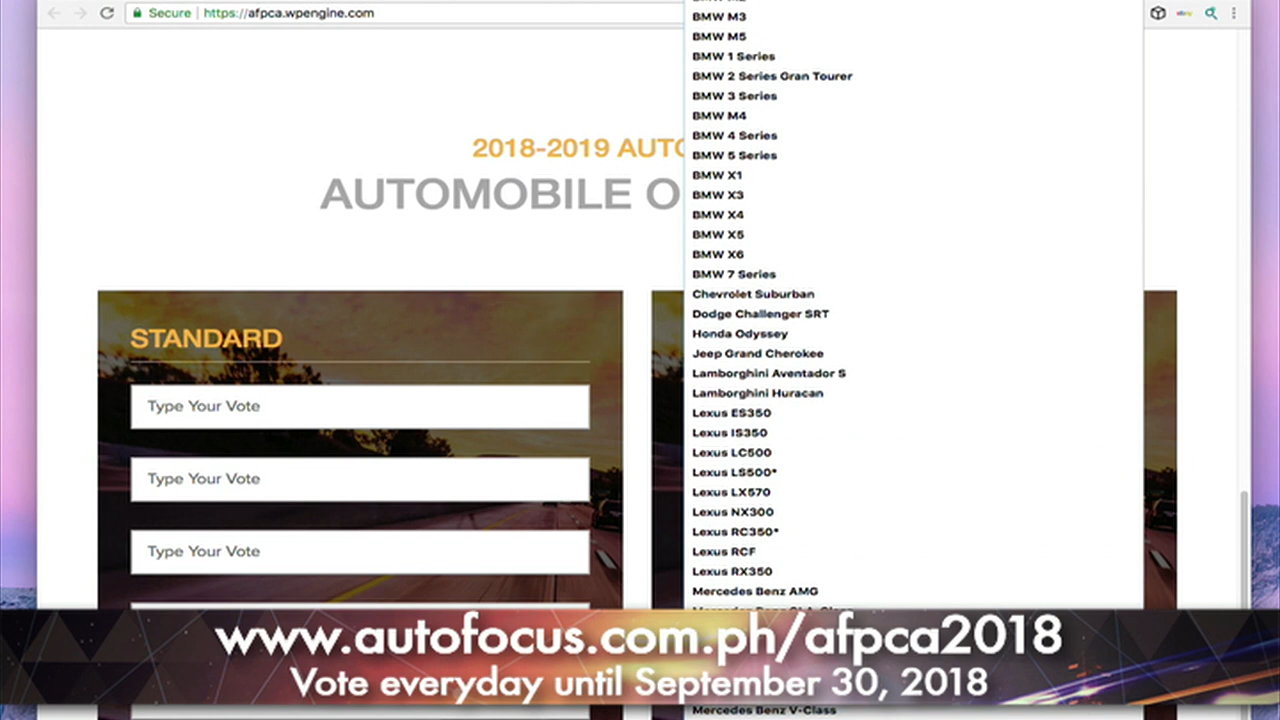 Secure | https://afpca.wpengine.com
ebay
2018-2019 AUTO
AUTOMOBILE O
STANDARD
Type Your Vote
Type Your Vote
Type Your Vote
BMW M3
BMW M5
BMW 1 Series
BMW 2 Series Gran Tourer
BMW 3 Series
BMW M4
BMW 4 Series
BMW 5 Series
BMW X1
BMW X3
BMW X4
BMW X5
BMW X6
BMW 7 Series
Chevrolet Suburban
Dodge Challenger SRT
Honda Odyssey
Jeep Grand Cherokee
Lamborghini Aventador S
Lamborghini Huracan
Lexus ES350
Lexus IS350
Lexus LC500
Lexus LS500*
Lexus LX570
Lexus NX300
Lexus RC350*
Lexus RCF
Lexus RX350
Mercedes Benz AMG
www.autofocus.com.ph/afpca2018
Vote everyday until September 30, 2018
Mercedes Benz V-Class